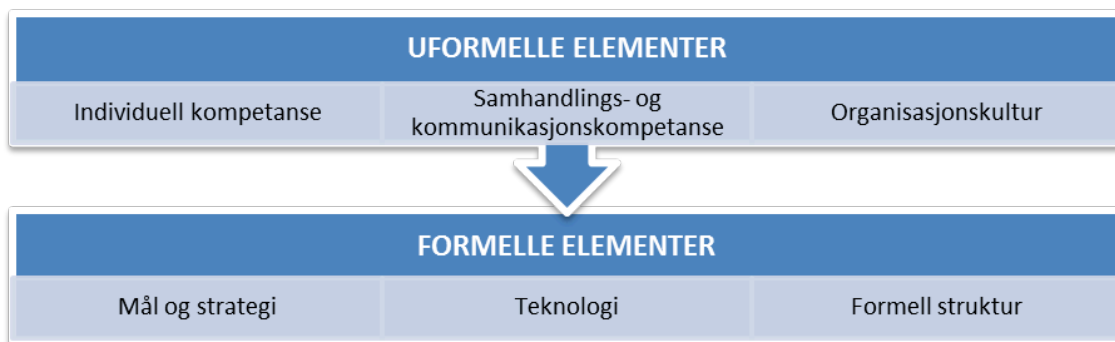 UFORMELLE ELEMENTER
Individuell kompetanse
Samhandlings- og
kommunikasjonskompetanse
Organisasjonskultur
FORMELLE ELEMENTER
Mål og strategi
Teknologi
Formell struktur